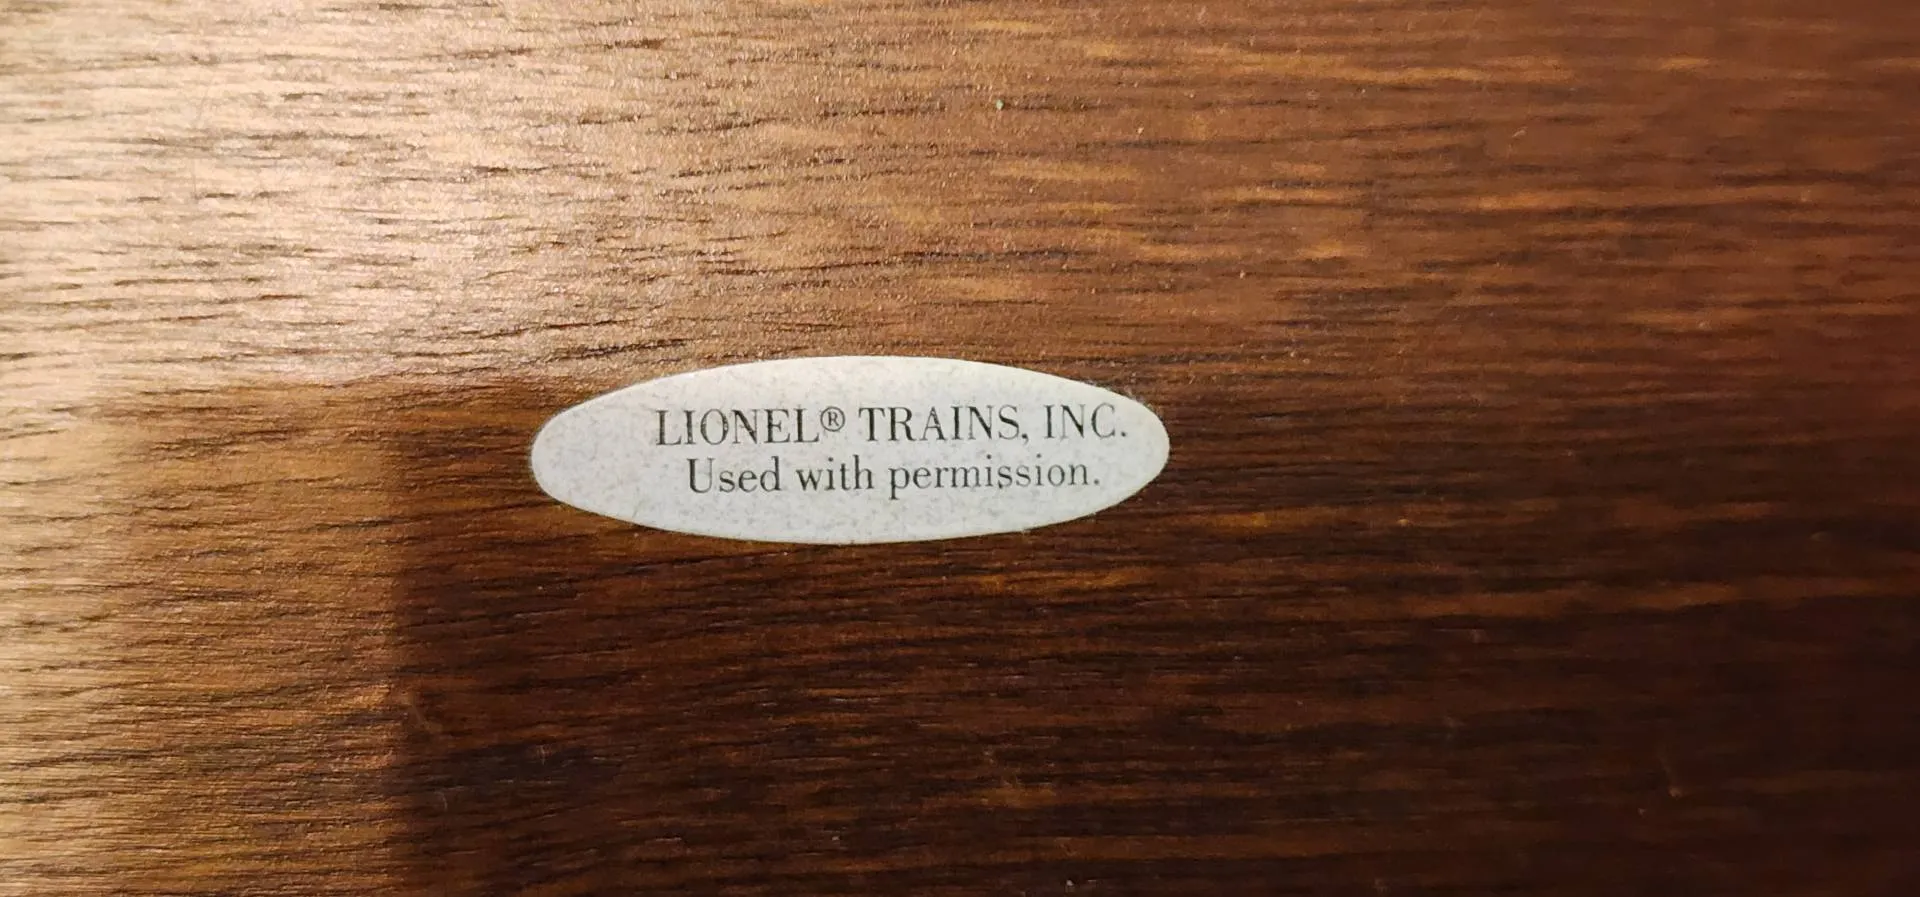 LIONEL® TRAINS, INC.
Used with permission.